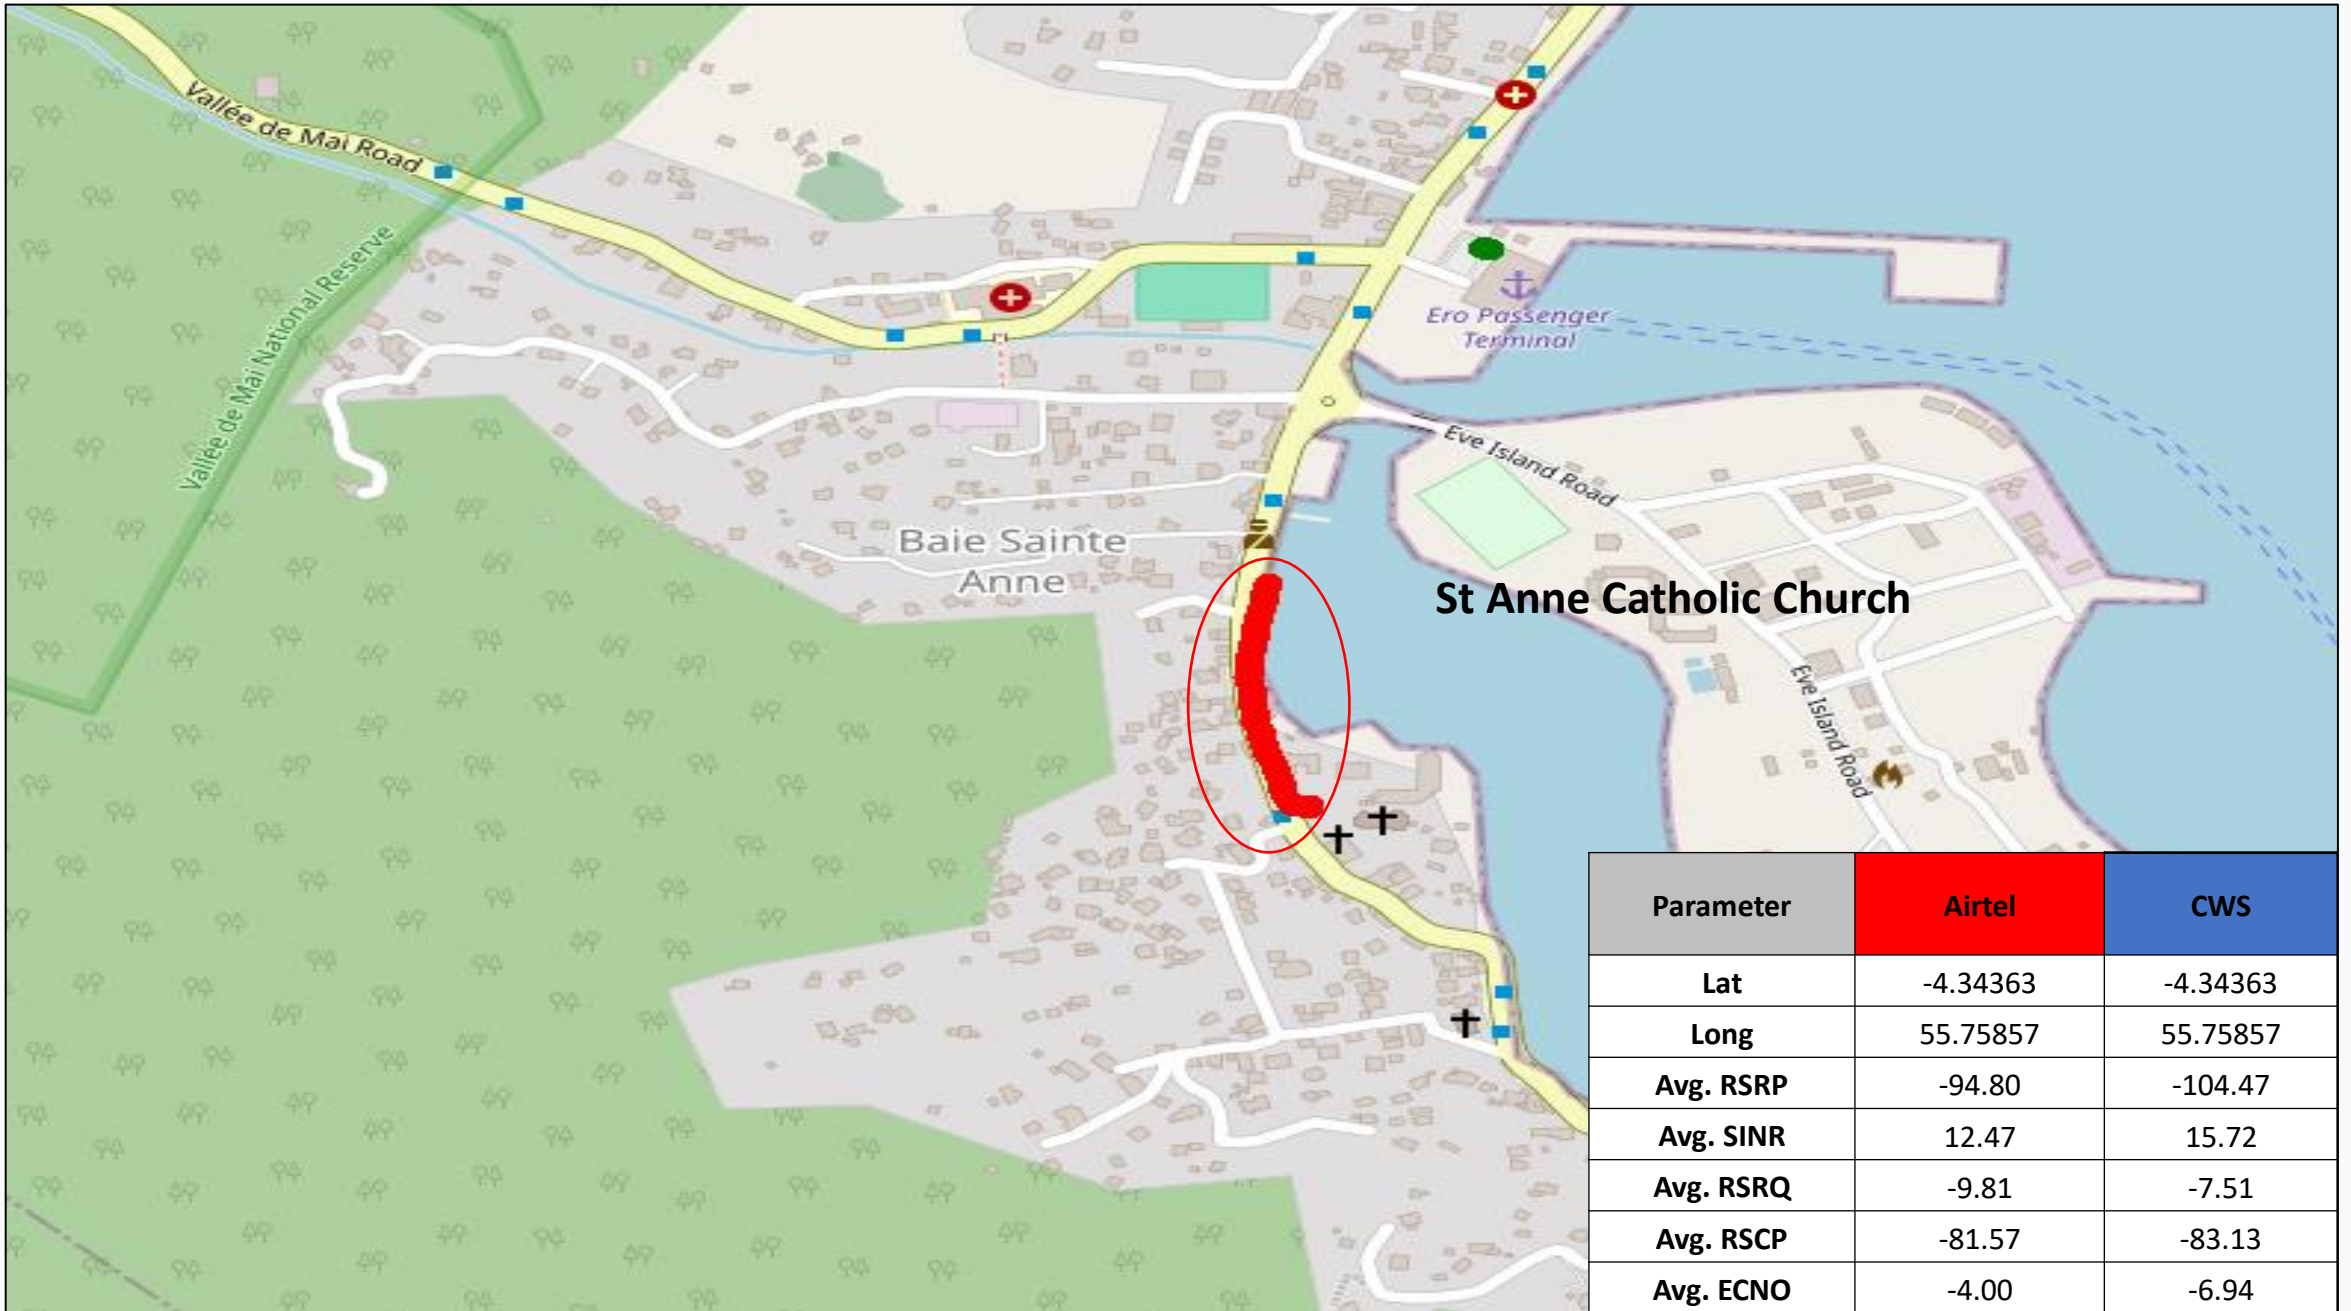 Vallée de Mai Road
Vallée de Mai National Reserve
Ero Passenger
Terminal
Eve Island Road
Baie Sainte
Anne
St Anne Catholic Church
Eve Island Road
Parameter Airtel CWS
Lat -4.34363 -4.34363
Long 55.75857 55.75857
Avg. RSRP -94.80 -104.47
Avg. SINR 12.47 15.72
Avg. RSRQ -9.81 -7.51
Avg. RSCP -81.57 -83.13
Avg. ECNO -4.00 -6.94